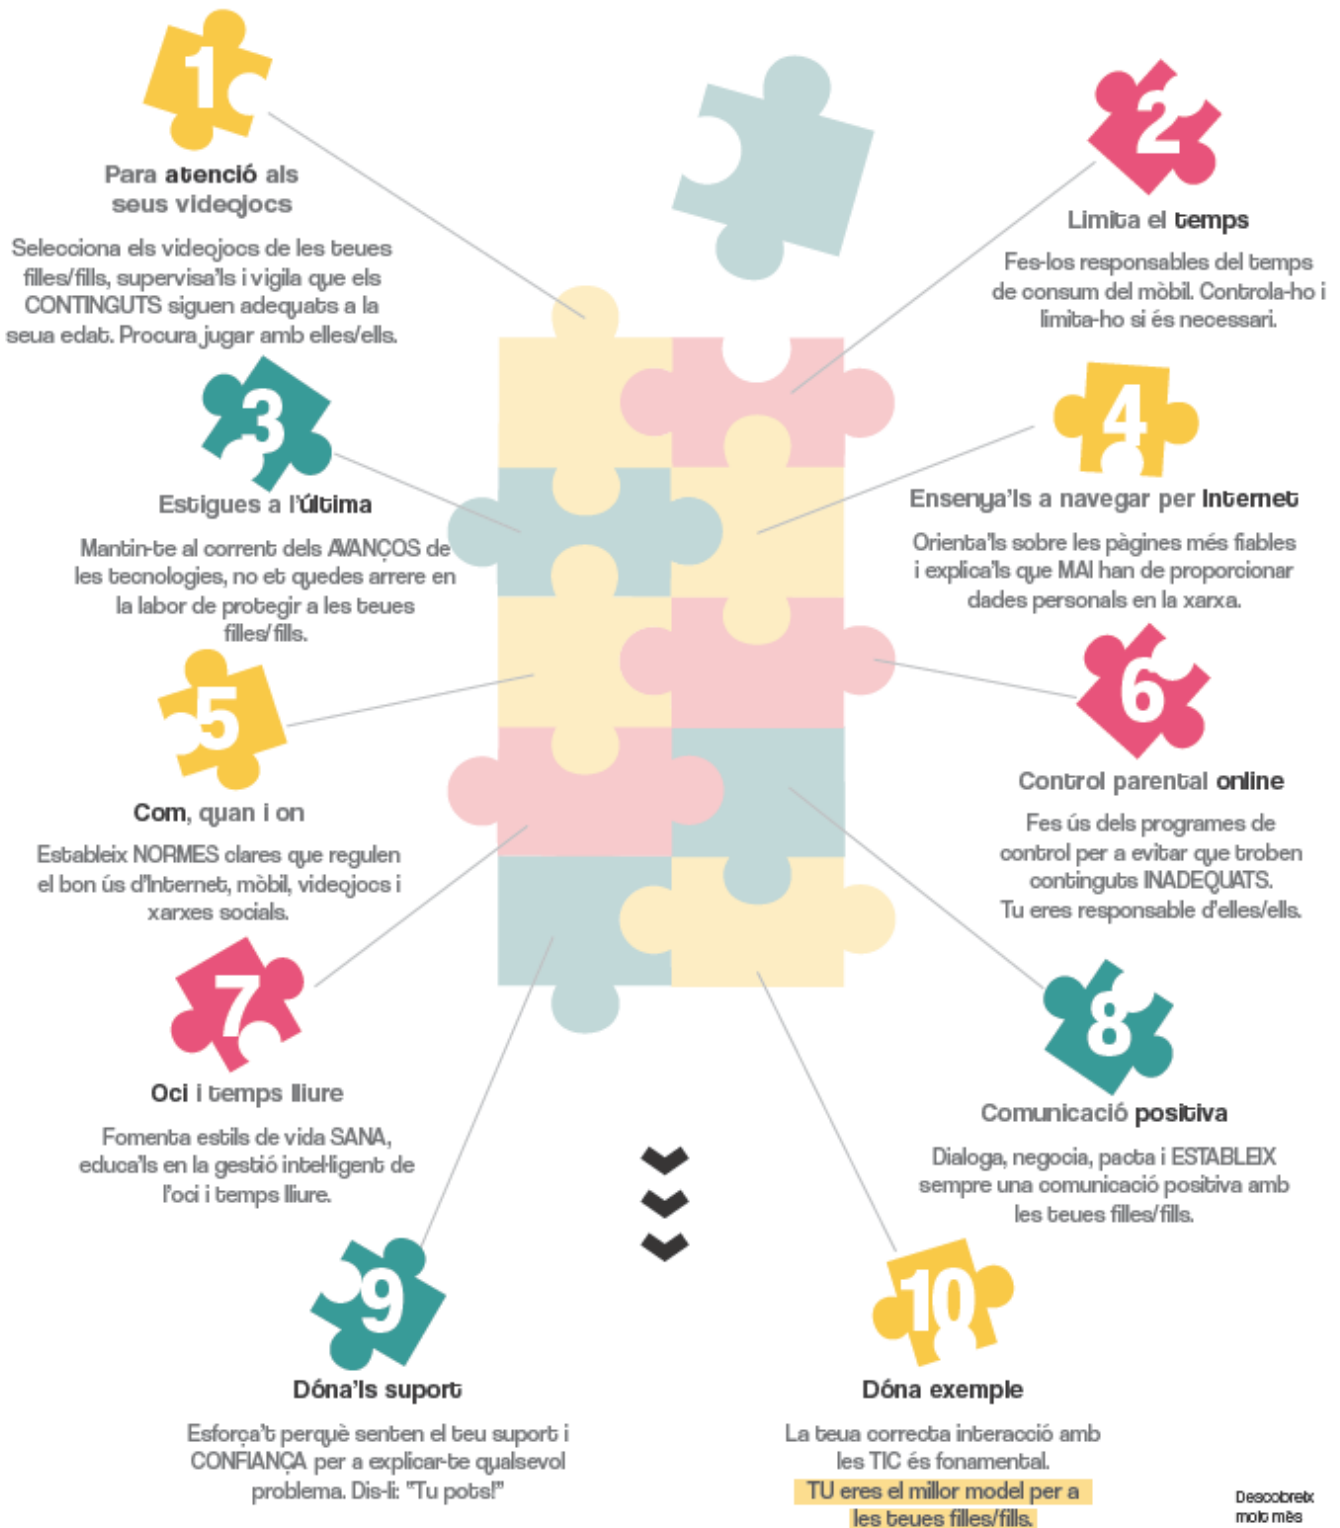 1
Para atenció als
seus videojocs
Selecciona els videojocs de les teues
filles/fills, supervisa'ls i vigila que els
CONTINGUTS siguen adequats a la
seua edat. Procura jugar amb elles/ells.
2
Limita el temps
Fes-los responsables del temps
de consum del mòbil. Controla-ho i
limita-ho si és necessari.
3
Estigues a l'última
Mantin-te al corrent dels AVANÇOS de
les tecnologies, no et quedes arrere en
la labor de protegir a les teues
filles/fills.
4
Ensenya'ls a navegar per Internet
Orienta'ls sobre les pàgines més fiables
i explica'ls que MAI han de proporcionar
dades personals en la xarxa.
5
Com, quan i on
Estableix NORMES clares que regulen
el bon ús d'Internet, mòbil, videojocs i
xarxes socials.
6
Control parental online
Fes ús dels programes de
control per a evitar que troben
continguts INADEQUATS.
Tu eres responsable d'elles/ells.
7
Oci i temps lliure
Fomenta estils de vida SANA,
educa'ls en la gestió intel·ligent de
l'oci i temps lliure.
8
Comunicació positiva
Dialoga, negocia, pacta i ESTABLEIX
sempre una comunicació positiva amb
les teues filles/fills.
9
Dóna'ls suport
Esforça't perquè senten el teu suport i
CONFIANÇA per a explicar-te qualsevol
problema. Dis-li: "Tu pots!"
10
Dóna exemple
La teua correcta interacció amb
les TIC és fonamental.
TU eres el millor model per a
les teues filles/fills.
Descobreix
molt mès